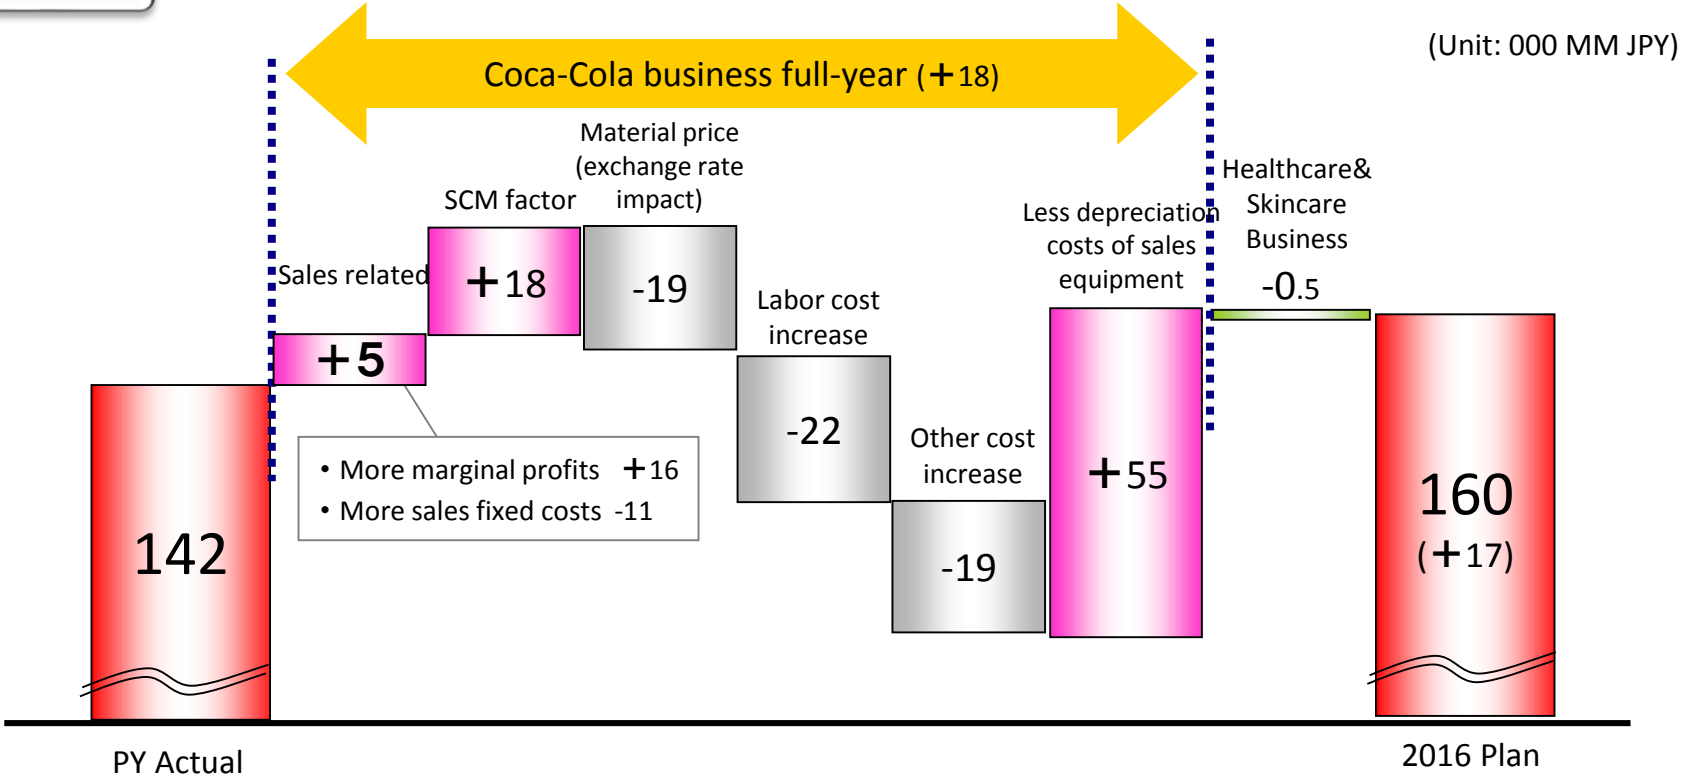 (Unit: 000 MM JPY)
Coca-Cola business full-year (+18)
Sales related
+5
SCM factor
+18
Material price
(exchange rate
impact)
-19
Labor cost
increase
-22
Other cost
increase
-19
Less depreciation
costs of sales
equipment
+55
Healthcare&
Skincare
Business
-0.5
• More marginal profits +16
• More sales fixed costs -11
142
160
(+17)
PY Actual
2016 Plan